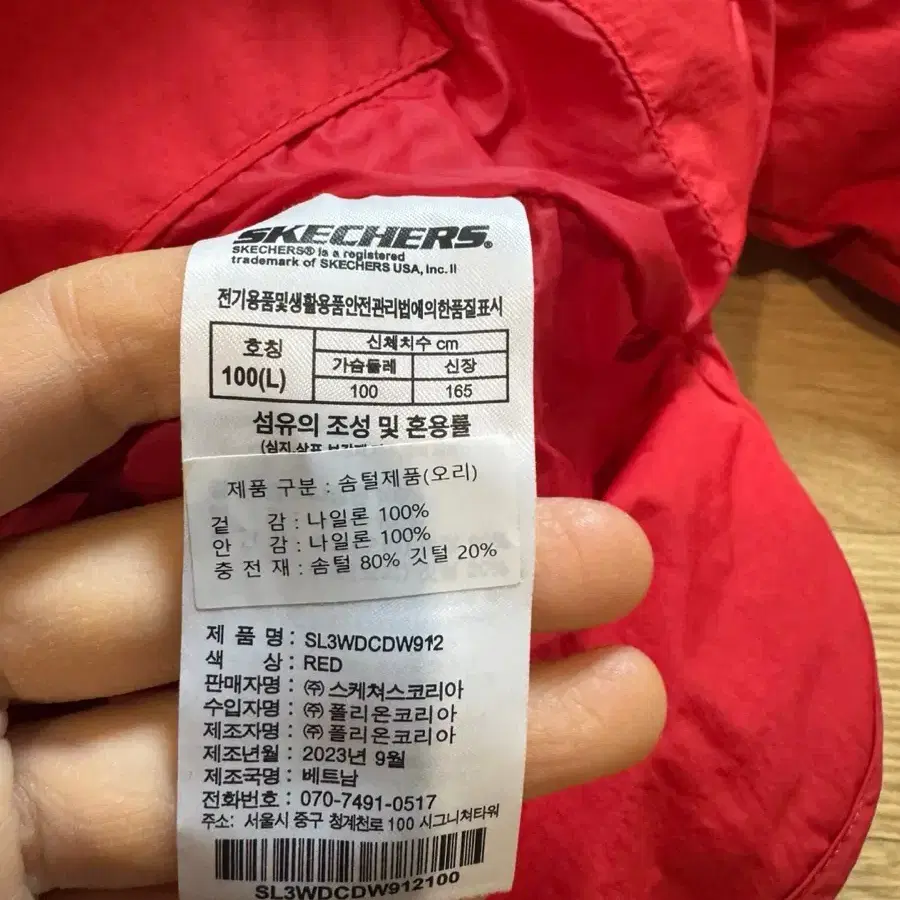 SKECHERS®
SKECHERS® is a registered
trademark of SKECHERS USA, Inc.II
전기용품및생활용품안전관리법에의한품질표시
호칭 신체치수 cm
100(L) 가슴둘레 신장
100 165
섬유의 조성 및 혼용률
제품 구분 : 솜털제품(오리)
겉 감 : 나일론 100%
안 감 : 나일론 100%
충 전 재 : 솜털 80% 깃털 20%
제 품 명 : SL3WDCDW912
색 상 : RED
판매자명 : ㈜ 스케쳐스코리아
수입자명 : ㈜ 폴리온코리아
제조자명 : ㈜ 폴리온코리아
제조년월 : 2023년 9월
제조국명 : 베트남
전화번호 : 070-7491-0517
주소: 서울시 중구 청계천로 100 시그니쳐타워
SL3WDCDW912100